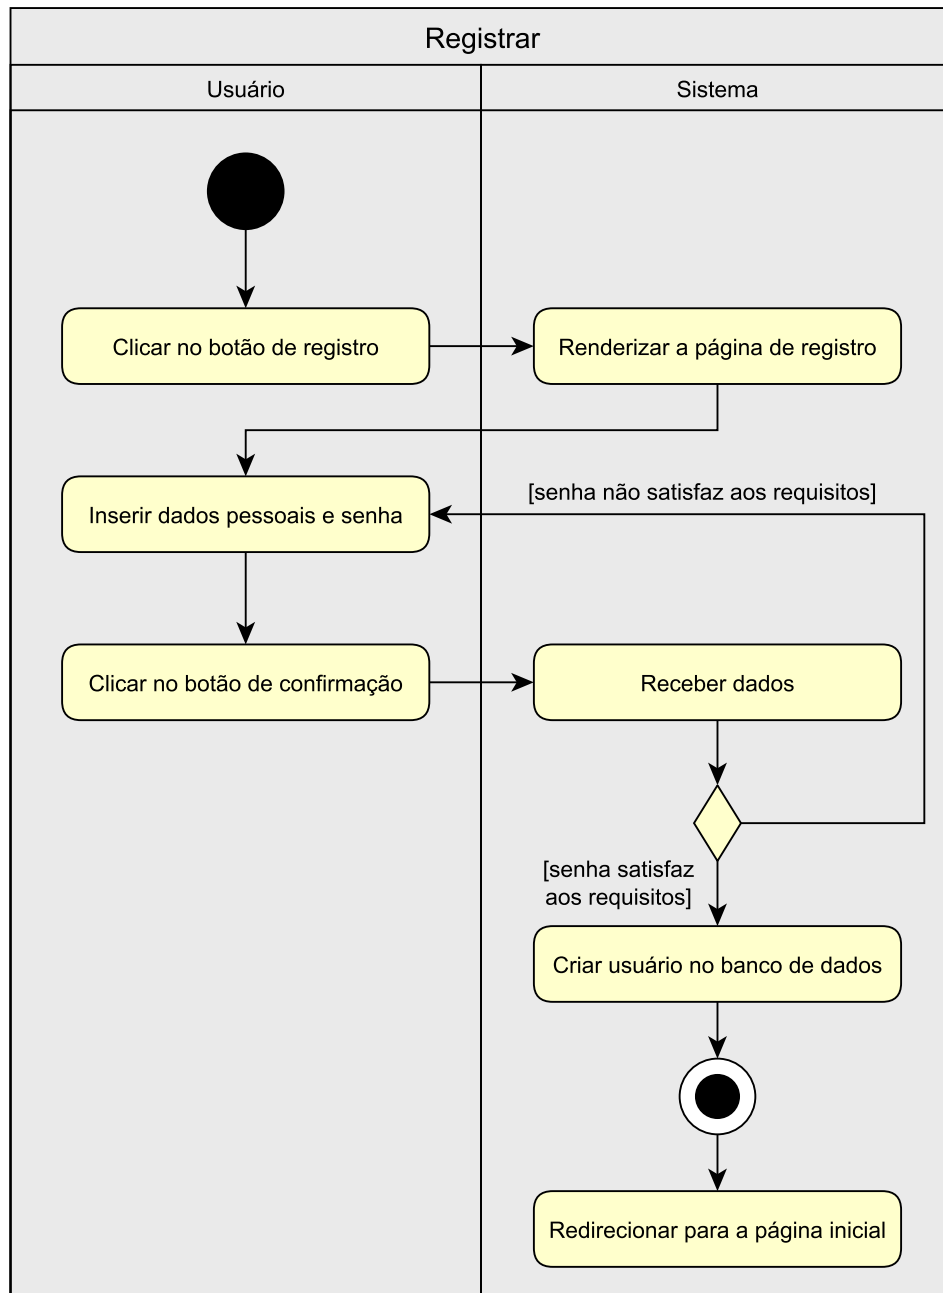 Registrar
Usuário
Sistema
Clicar no botão de registro
Renderizar a página de registro
[senha não satisfaz aos requisitos]
Inserir dados pessoais e senha
Clicar no botão de confirmação
Receber dados
[senha satisfaz
aos requisitos]
Criar usuário no banco de dados
Redirecionar para a página inicial